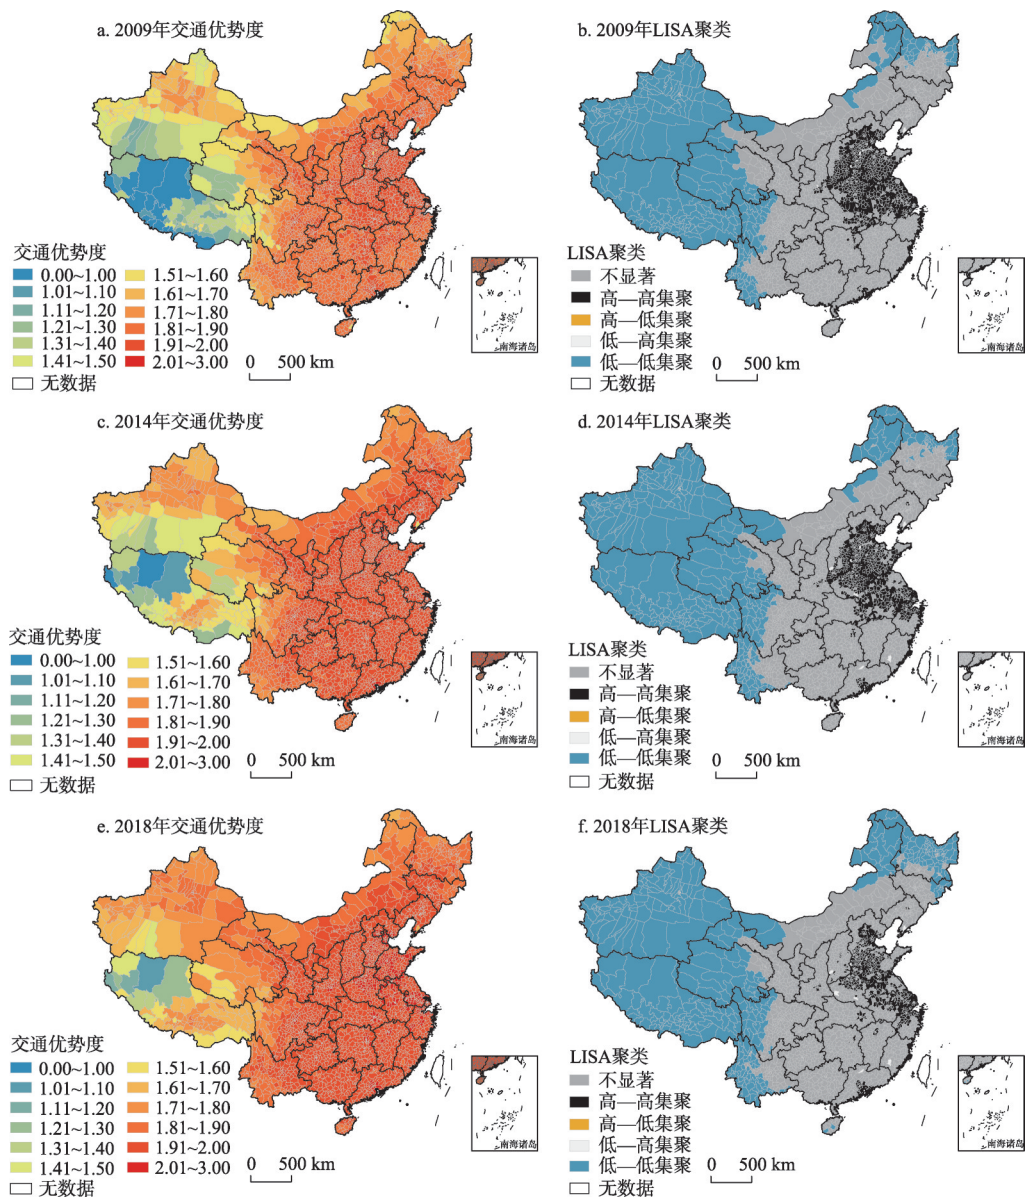 a. 2009年交通优势度
交通优势度
0.00~1.00
1.01~1.10
1.11~1.20
1.21~1.30
1.31~1.40
1.41~1.50
无数据
1.51~1.60
1.61~1.70
1.71~1.80
1.81~1.90
1.91~2.00
2.01~3.00
0 500 km
南海诸岛
b. 2009年LISA聚类
LISA聚类
不显著
高—高集聚
高—低集聚
低—高集聚
低—低集聚
无数据
0 500 km
南海诸岛
c. 2014年交通优势度
交通优势度
0.00~1.00
1.01~1.10
1.11~1.20
1.21~1.30
1.31~1.40
1.41~1.50
无数据
1.51~1.60
1.61~1.70
1.71~1.80
1.81~1.90
1.91~2.00
2.01~3.00
0 500 km
南海诸岛
d. 2014年LISA聚类
LISA聚类
不显著
高—高集聚
高—低集聚
低—高集聚
低—低集聚
无数据
0 500 km
南海诸岛
e. 2018年交通优势度
交通优势度
0.00~1.00
1.01~1.10
1.11~1.20
1.21~1.30
1.31~1.40
1.41~1.50
无数据
1.51~1.60
1.61~1.70
1.71~1.80
1.81~1.90
1.91~2.00
2.01~3.00
0 500 km
南海诸岛
f. 2018年LISA聚类
LISA聚类
不显著
高—高集聚
高—低集聚
低—高集聚
低—低集聚
无数据
0 500 km
南海诸岛